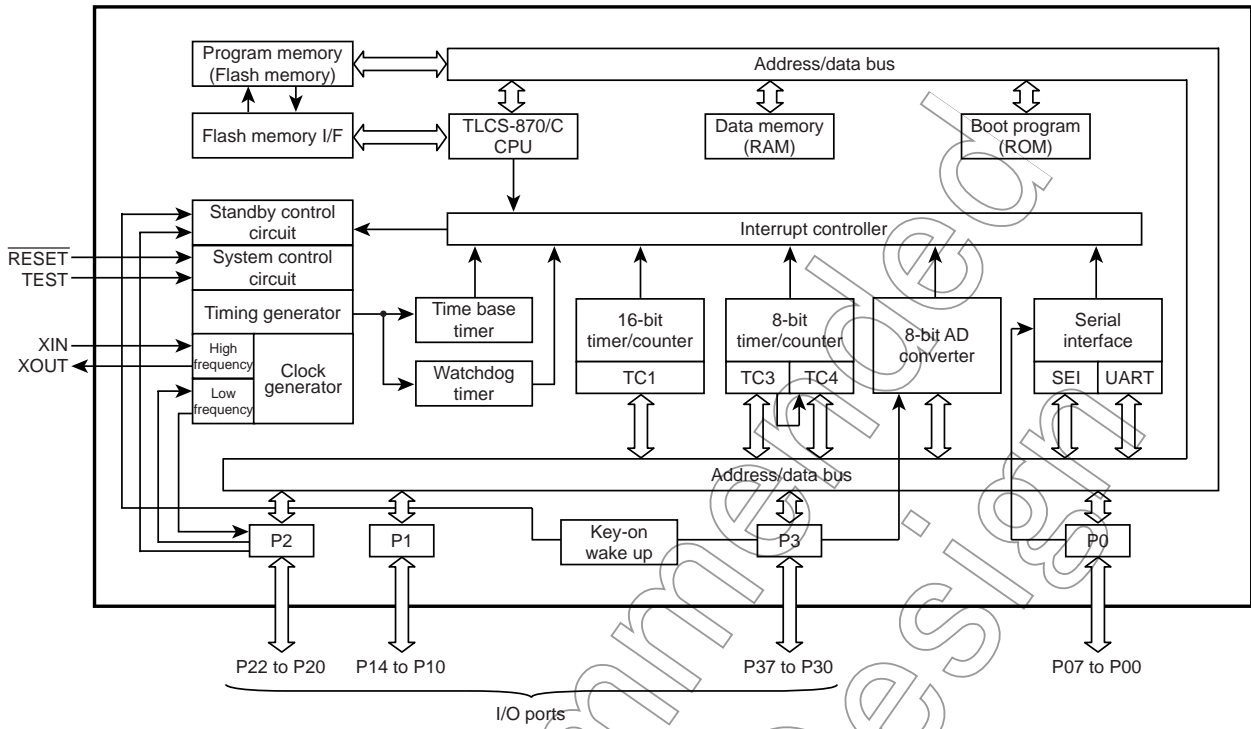 Program memory
(Flash memory)
Address/data bus
Flash memory I/F
TLCS-870/C
CPU
Data memory
(RAM)
Boot program
(ROM)
Standby control
circuit
Interrupt controller
RESET
System control
circuit
TEST
Timing generator
Time base
timer
16-bit
timer/counter
8-bit
timer/counter
8-bit AD
converter
Serial
interface
XIN
XOUT
High
frequency
Clock
generator
Low
frequency
Watchdog
timer
TC1
TC3
TC4
SEI
UART
Address/data bus
P2
P1
Key-on
wake up
P3
P0
P22 to P20
P14 to P10
P37 to P30
P07 to P00
I/O ports